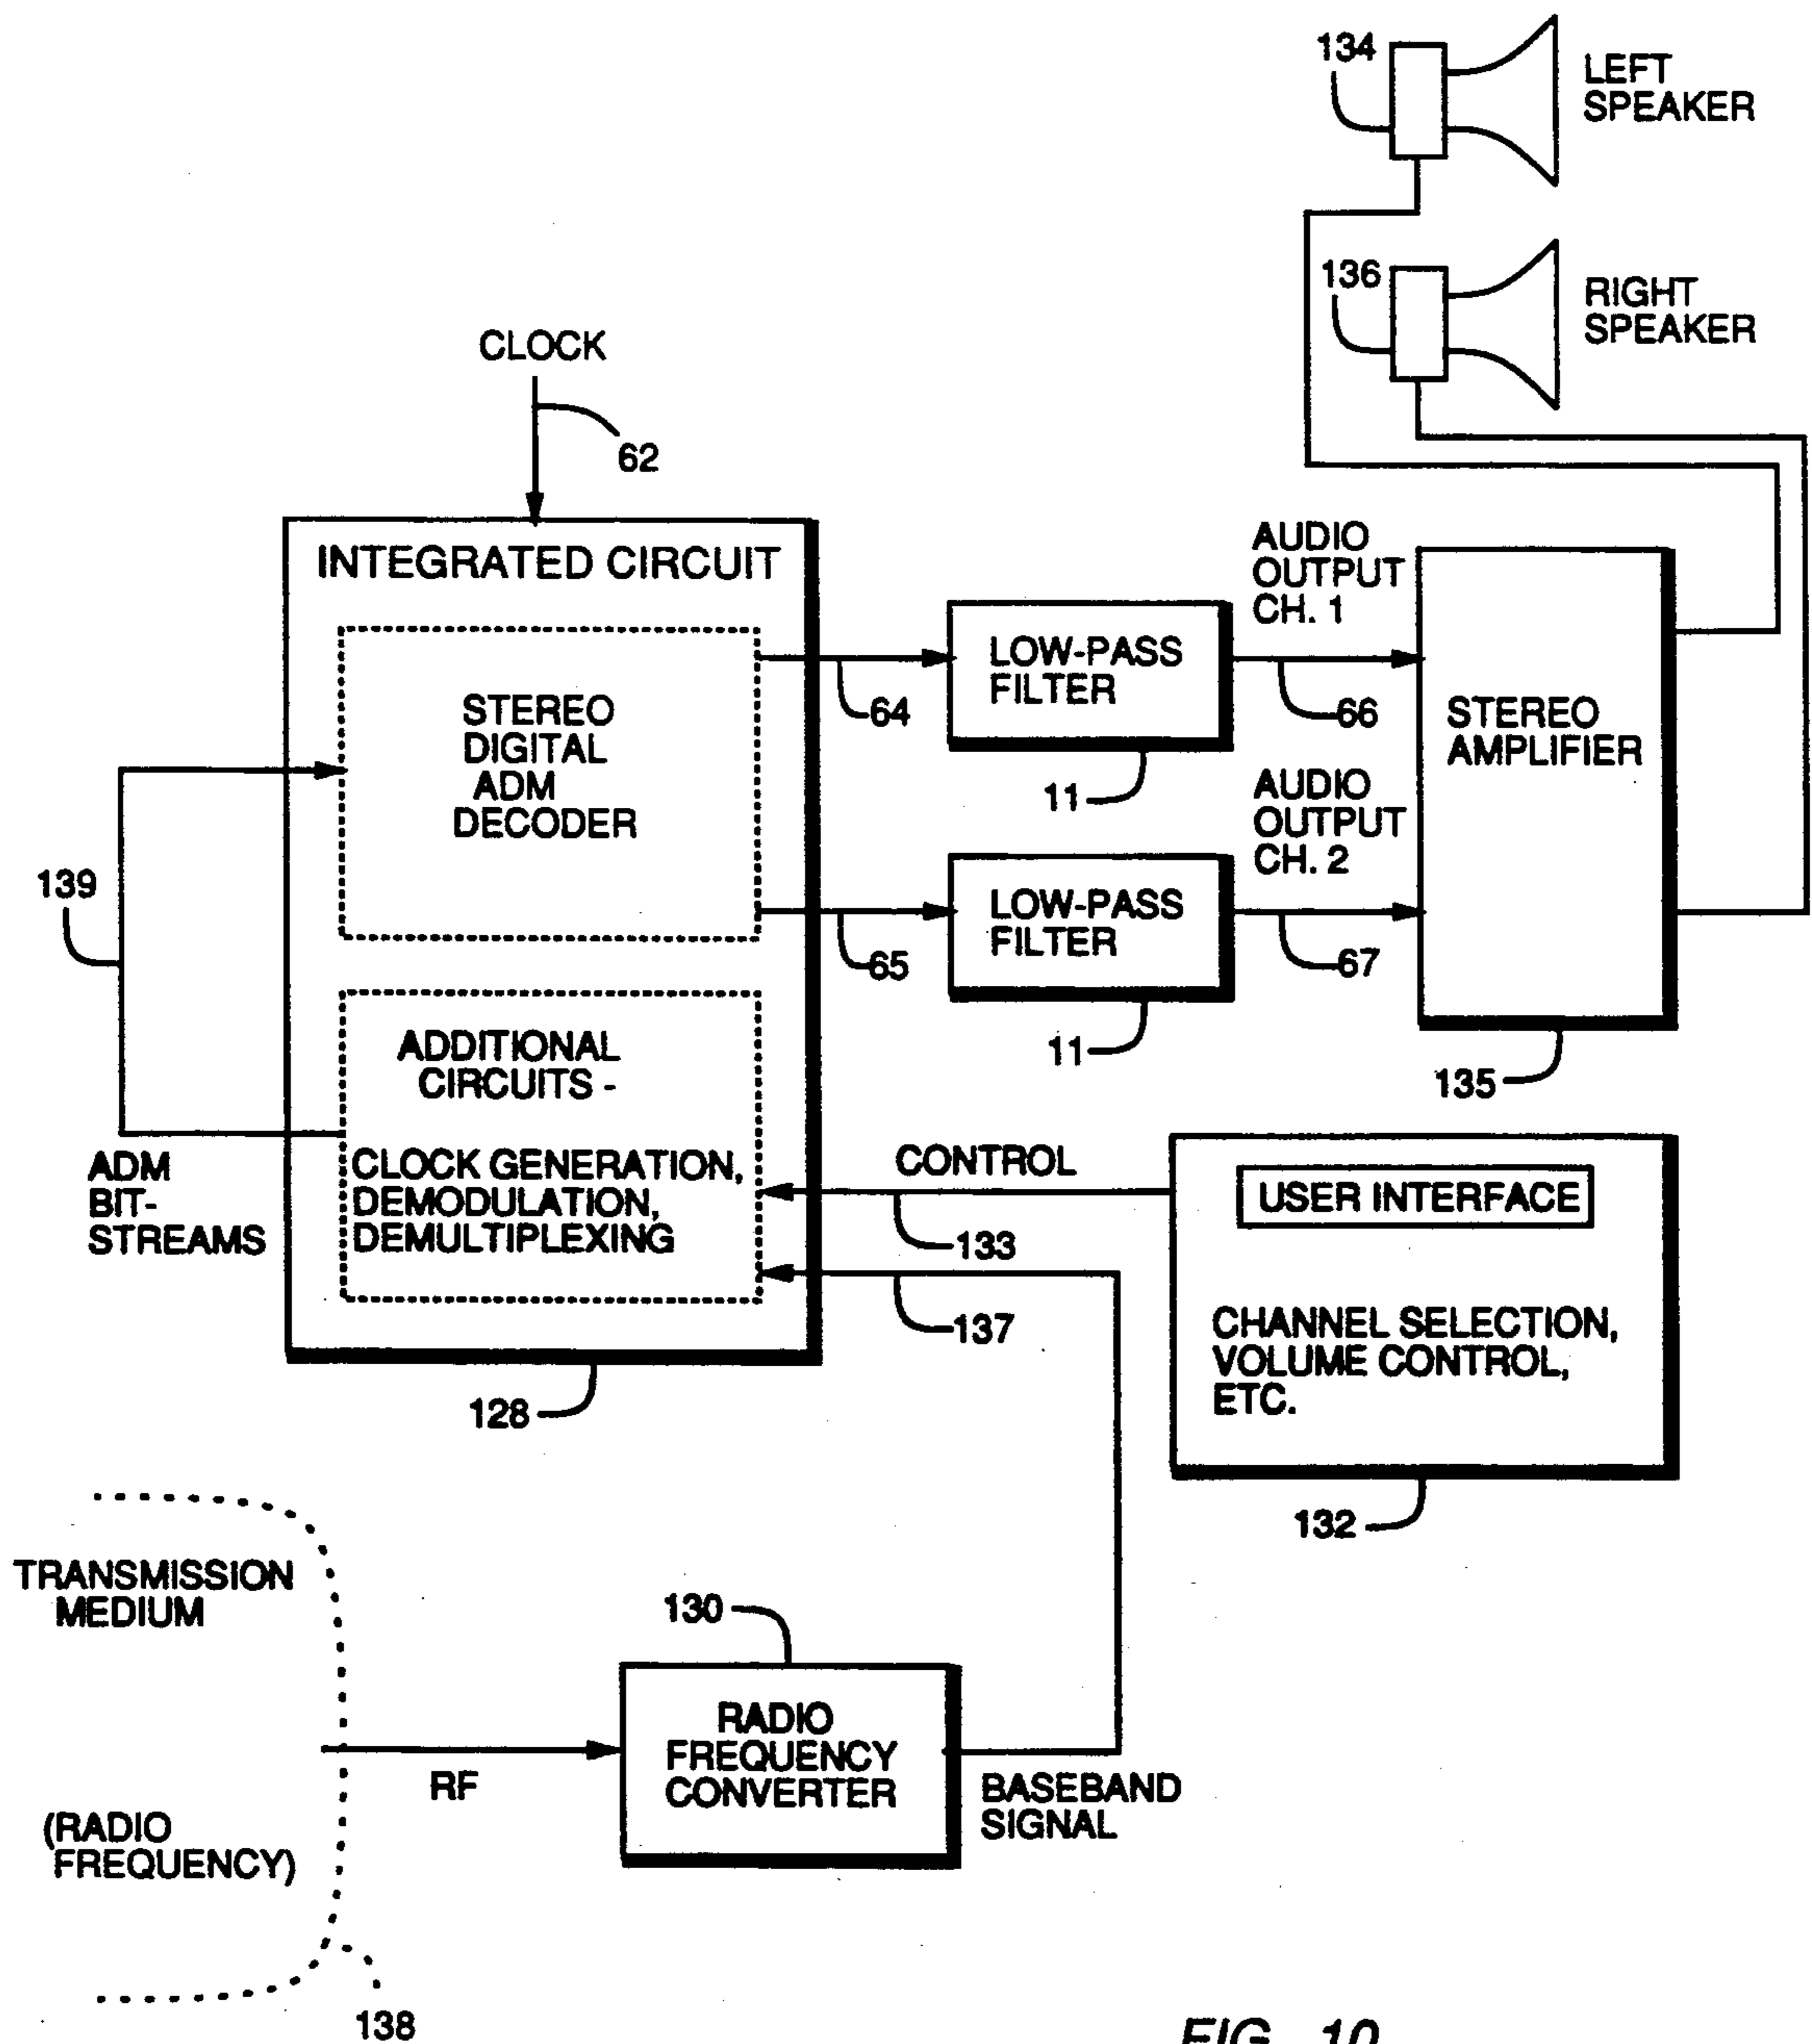 134
LEFT
SPEAKER
136
RIGHT
SPEAKER
CLOCK
62
INTEGRATED CIRCUIT
STEREO
DIGITAL
ADM
DECODER
64
LOW-PASS
FILTER
11
AUDIO
OUTPUT
CH. 1
66
STEREO
AMPLIFIER
139
65
LOW-PASS
FILTER
11
AUDIO
OUTPUT
CH. 2
67
135
ADDITIONAL
CIRCUITS -
CLOCK GENERATION,
DEMODULATION,
DEMULTIPLEXING
ADM
BIT-
STREAMS
CONTROL
133
137
USER INTERFACE
CHANNEL SELECTION,
VOLUME CONTROL,
ETC.
128
132
TRANSMISSION
MEDIUM
(RADIO
FREQUENCY)
RF
130
RADIO
FREQUENCY
CONVERTER
BASEBAND
SIGNAL
138
FIG. 10